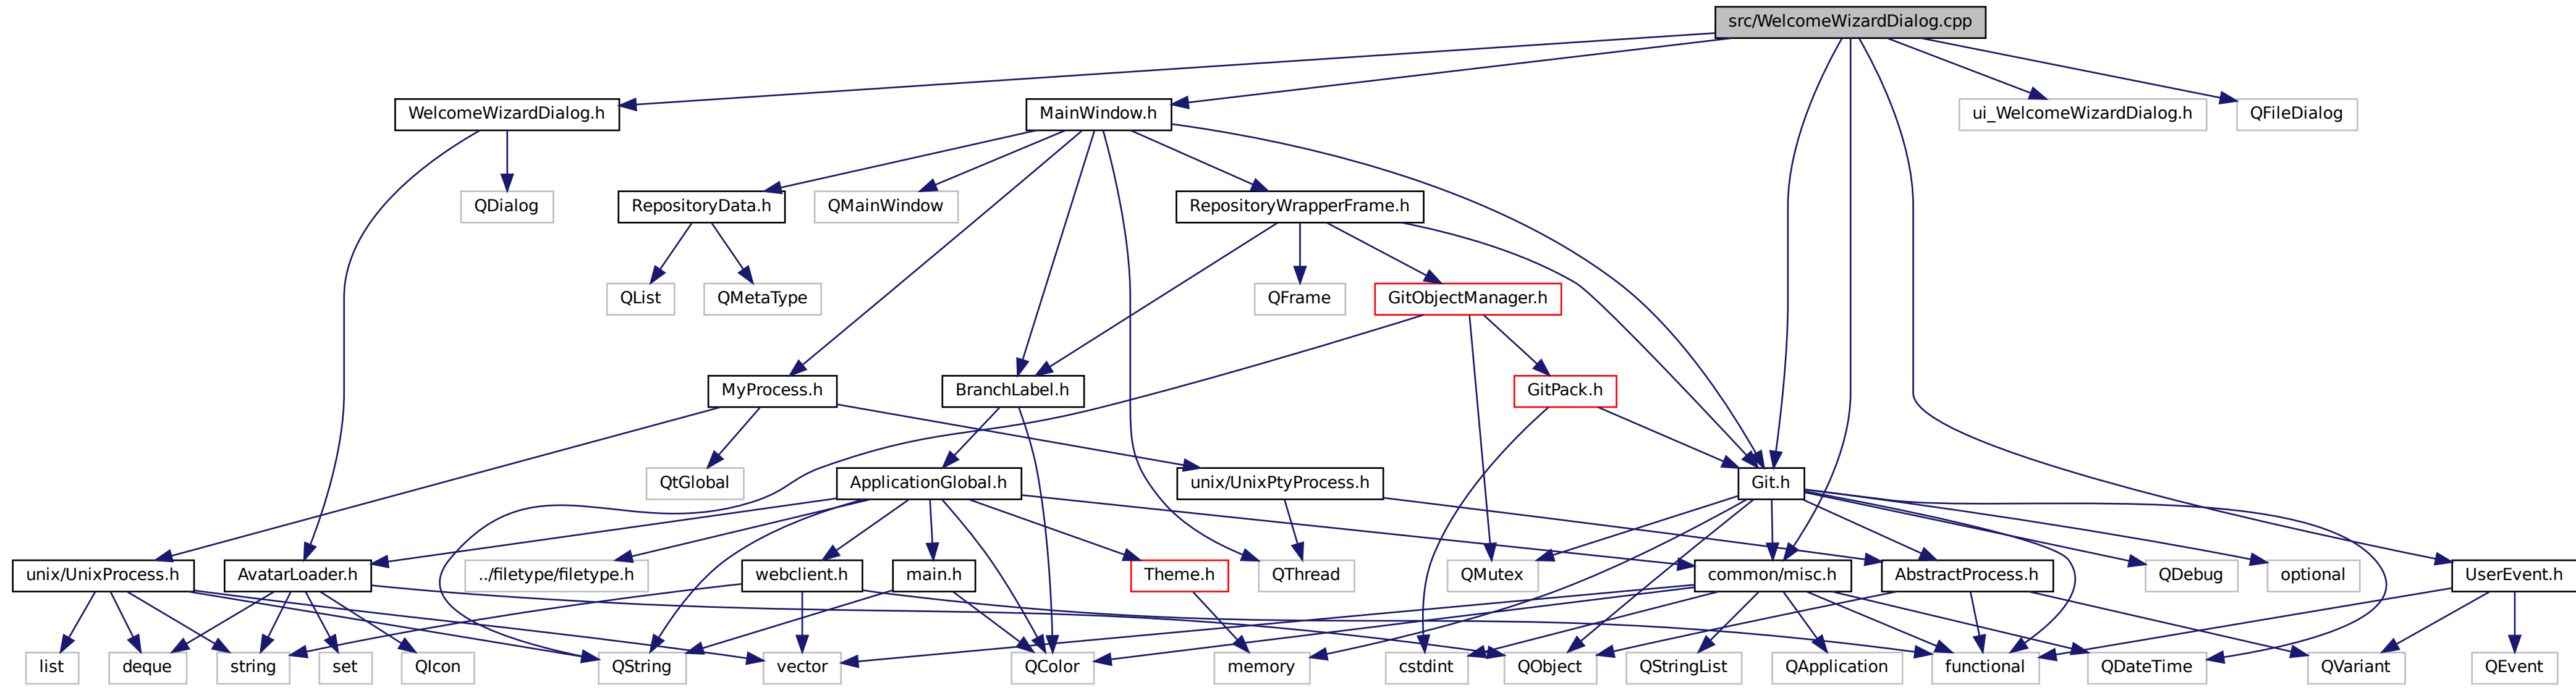 src/WelcomeWizardDialog.cpp
WelcomeWizardDialog.h
MainWindow.h
ui_WelcomeWizardDialog.h
QFileDialog
QDialog
RepositoryData.h
QMainWindow
RepositoryWrapperFrame.h
QList
QMetaType
QFrame
GitObjectManager.h
MyProcess.h
BranchLabel.h
GitPack.h
QtGlobal
ApplicationGlobal.h
unix/UnixPtyProcess.h
Git.h
unix/UnixProcess.h
AvatarLoader.h
../filetype/filetype.h
webclient.h
main.h
Theme.h
QThread
QMutex
common/misc.h
AbstractProcess.h
QDebug
optional
UserEvent.h
list
deque
string
set
QIcon
QString
vector
QColor
memory
cstdint
QObject
QStringList
QApplication
functional
QDateTime
QVariant
QEvent